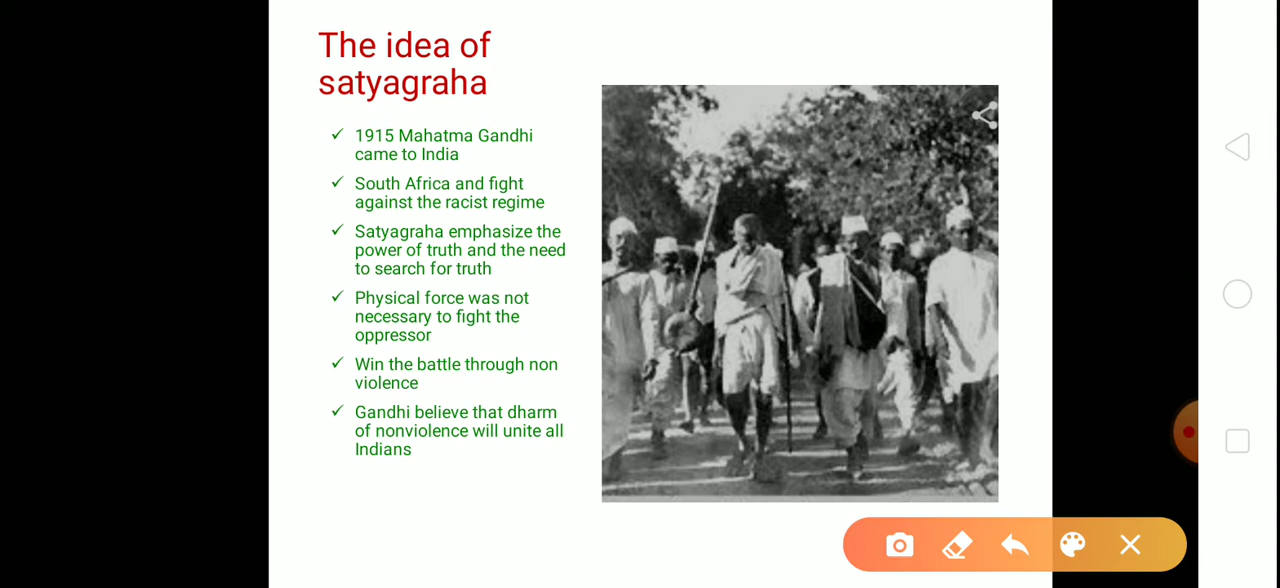 The idea of
satyagraha
✓ 1915 Mahatma Gandhi
came to India
✓ South Africa and fight
against the racist regime
✓ Satyagraha emphasize the
power of truth and the need
to search for truth
✓ Physical force was not
necessary to fight the
oppressor
✓ Win the battle through non
violence
✓ Gandhi believe that dharm
of nonviolence will unite all
Indians